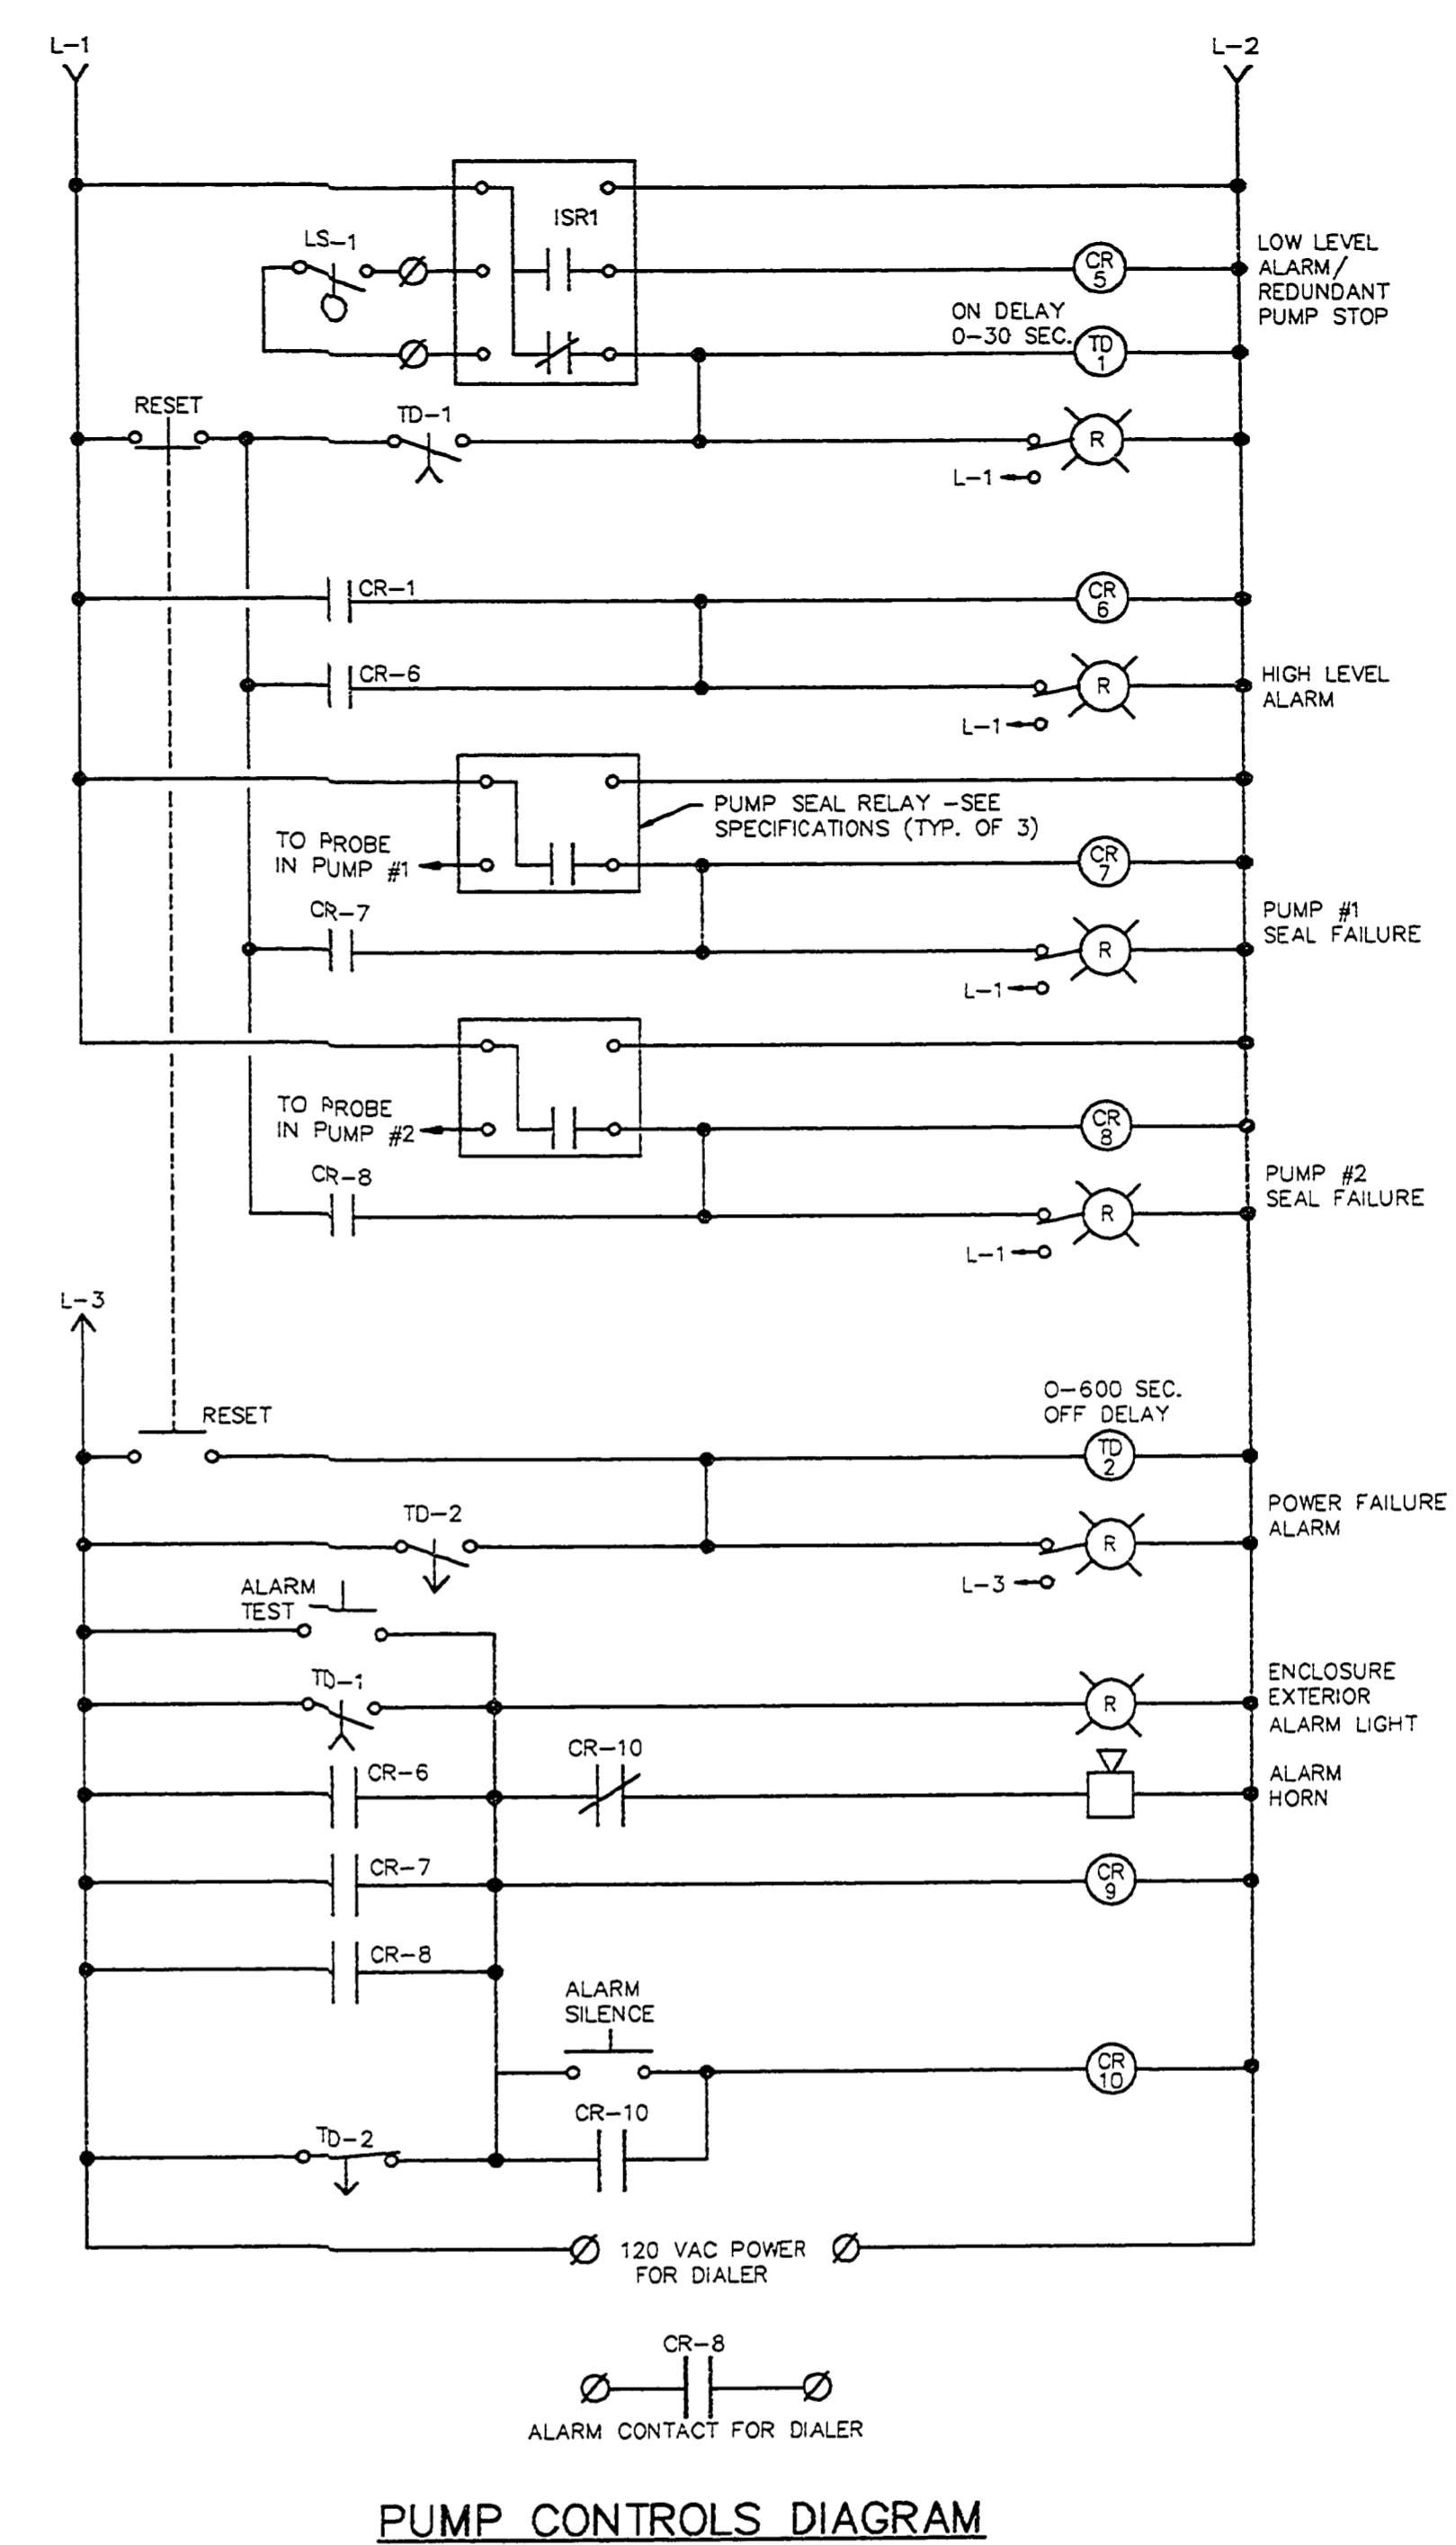 L-1
L-2
ISR1
LS-1
CR
5
LOW LEVEL
ALARM/
REDUNDANT
PUMP STOP
ON DELAY
0-30 SEC.
TD
1
RESET
TD-1
R
L-1
CR-1
CR
6
CR-6
R
HIGH LEVEL
ALARM
L-1
PUMP SEAL RELAY -SEE
SPECIFICATIONS (TYP. OF 3)
TO PROBE
IN PUMP #1
CR
7
CR-7
R
PUMP #1
SEAL FAILURE
L-1
TO PROBE
IN PUMP #2
CR
8
CR-8
R
PUMP #2
SEAL FAILURE
L-1
L-3
RESET
0-600 SEC.
OFF DELAY
TD
2
TD-2
R
POWER FAILURE
ALARM
L-3
ALARM
TEST
TD-1
R
ENCLOSURE
EXTERIOR
ALARM LIGHT
CR-6
CR-10
ALARM
HORN
CR-7
CR
9
CR-8
ALARM
SILENCE
CR
10
CR-10
TD-2
120 VAC POWER
FOR DIALER
CR-8
ALARM CONTACT FOR DIALER
PUMP CONTROLS DIAGRAM